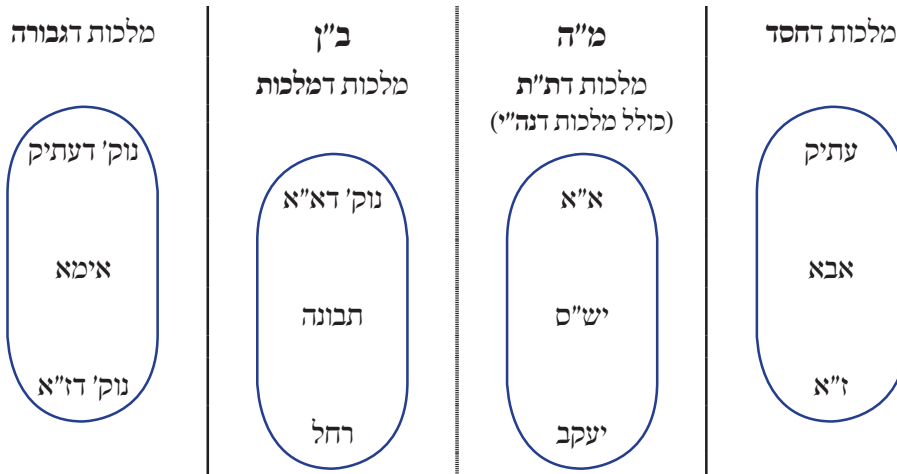 מלכות דחסד
עתיק
אבא
ז"א
מ"ה
מלכות דת"ת
(כולל מלכות דנה"י)
א"א
יש"ס
יעקב
ב"ן
מלכות דמלכות
נוק' דא"א
תבונה
רחל
מלכות דגבורה
נוק' דעתיק
אימא
נוק' דז"א